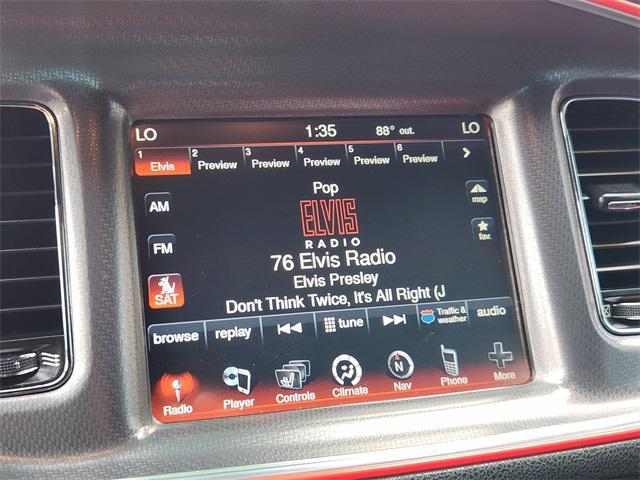 LO 1:35 88° out. LO
1 Elvis 2 Preview 3 Preview 4 Preview 5 Preview 6 Preview
Pop
AM
map
ELVIS
RADIO
FM
fav.
76 Elvis Radio
Elvis Presley
SAT
Don't Think Twice, It's All Right (J
browse replay tune Traffic & weather audio
Radio Player Controls Climate N Nav Phone More